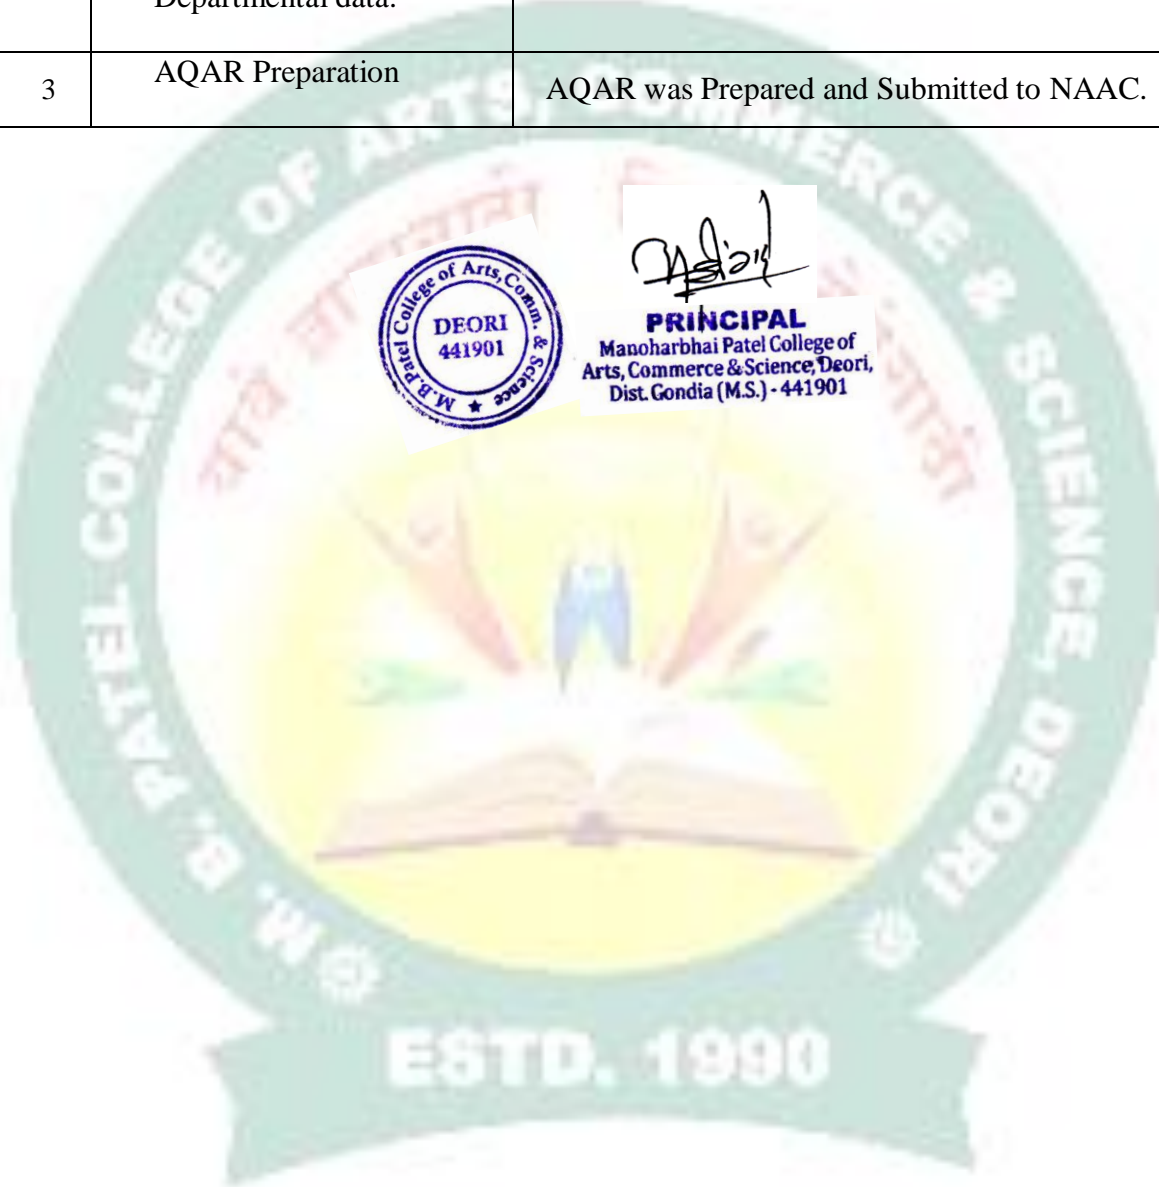 Departmental data.
3 AQAR Preparation AQAR was Prepared and Submitted to NAAC.
M.B.Patel College of Arts, Comm. & Science
DEORI
441901
PRINCIPAL
Manoharbhai Patel College of
Arts, Commerce & Science, Deori,
Dist. Gondia (M.S.) - 441901
M. B. PATEL COLLEGE OF ARTS, COMMERCE & SCIENCE, DEORI
ESTD. 1990